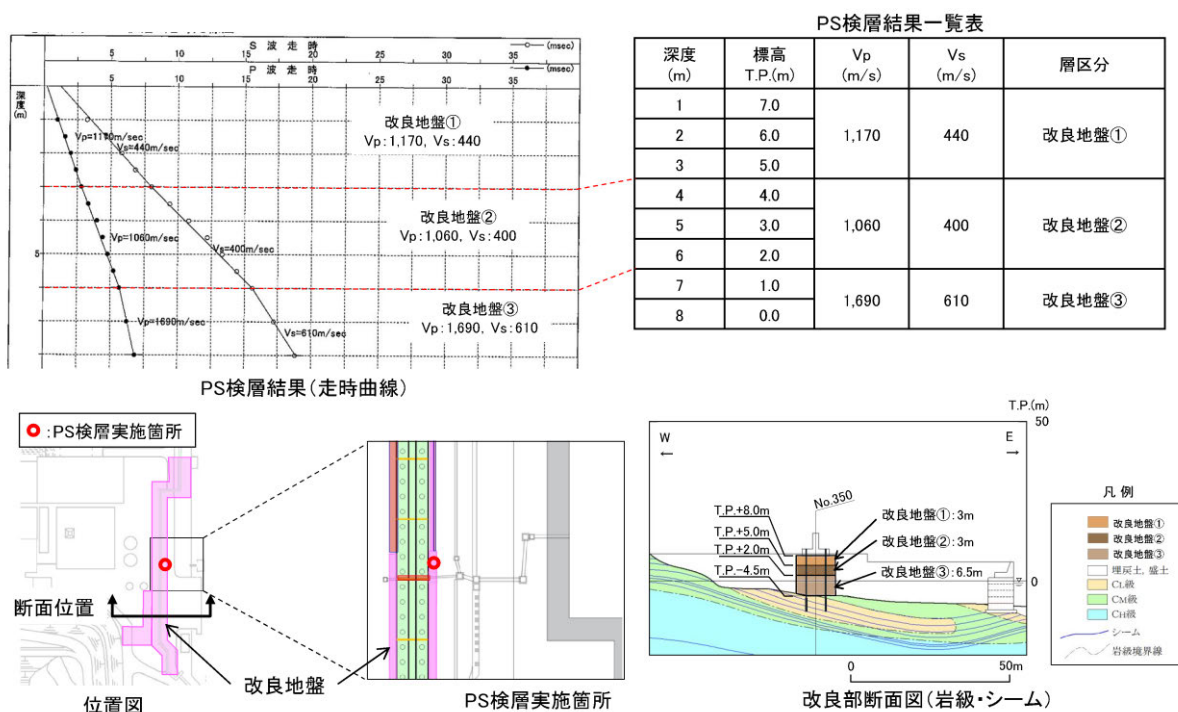 S 波 走 時
(msec)
5 10 15 20 25 30 35
P 波 走 時
(msec)
5 10 15 20 25 30 35
深度(m)
5
Vp=1170m/sec
Vs=440m/sec
改良地盤①
Vp:1,170, Vs:440
Vp=1060m/sec
Vs=400m/sec
改良地盤②
Vp:1,060, Vs:400
Vp=1690m/sec
Vs=610m/sec
改良地盤③
Vp:1,690, Vs:610
PS検層結果(走時曲線)
PS検層結果一覧表
深度(m) 標高T.P.(m) Vp(m/s) Vs(m/s) 層区分
1 7.0
2 6.0 1,170 440 改良地盤①
3 5.0
4 4.0
5 3.0 1,060 400 改良地盤②
6 2.0
7 1.0 1,690 610 改良地盤③
8 0.0
:PS検層実施箇所
断面位置
改良地盤
位置図
PS検層実施箇所
T.P.(m)
50
W
E
No.350
T.P.+8.0m
T.P.+5.0m
T.P.+2.0m
T.P.-4.5m
改良地盤①:3m
改良地盤②:3m
改良地盤③:6.5m
0
0 50m
改良部断面図(岩級・シーム)
凡 例
改良地盤①
改良地盤②
改良地盤③
埋戻土, 盛土
CL級
CM級
CH級
シーム
岩級境界線